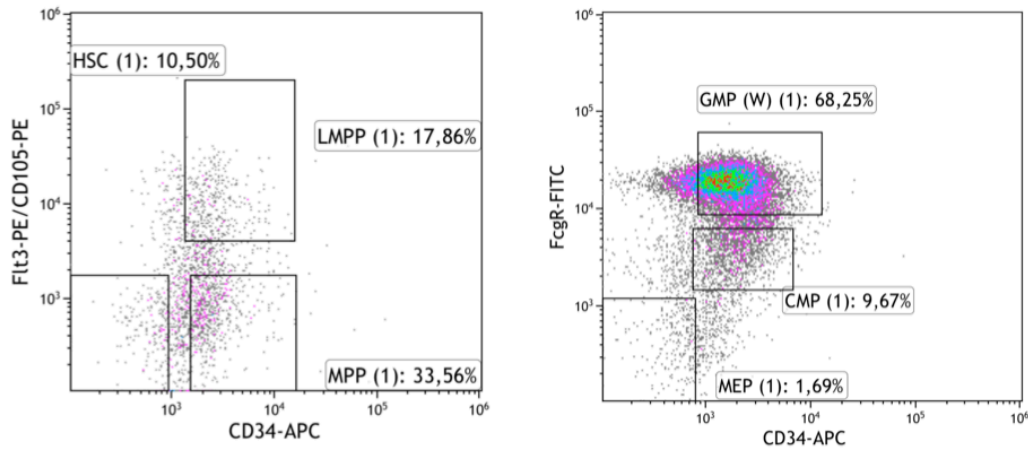 10⁶
HSC (1): 10,50%
10⁵
LMPP (1): 17,86%
10⁴
10³
MPP (1): 33,56%
Flt3-PE/CD105-PE
10³
10⁴
10⁵
10⁶
CD34-APC
10⁶
GMP (W) (1): 68,25%
10⁵
10⁴
10³
CMP (1): 9,67%
MEP (1): 1,69%
FcgR-FITC
10³
10⁴
10⁵
10⁶
CD34-APC